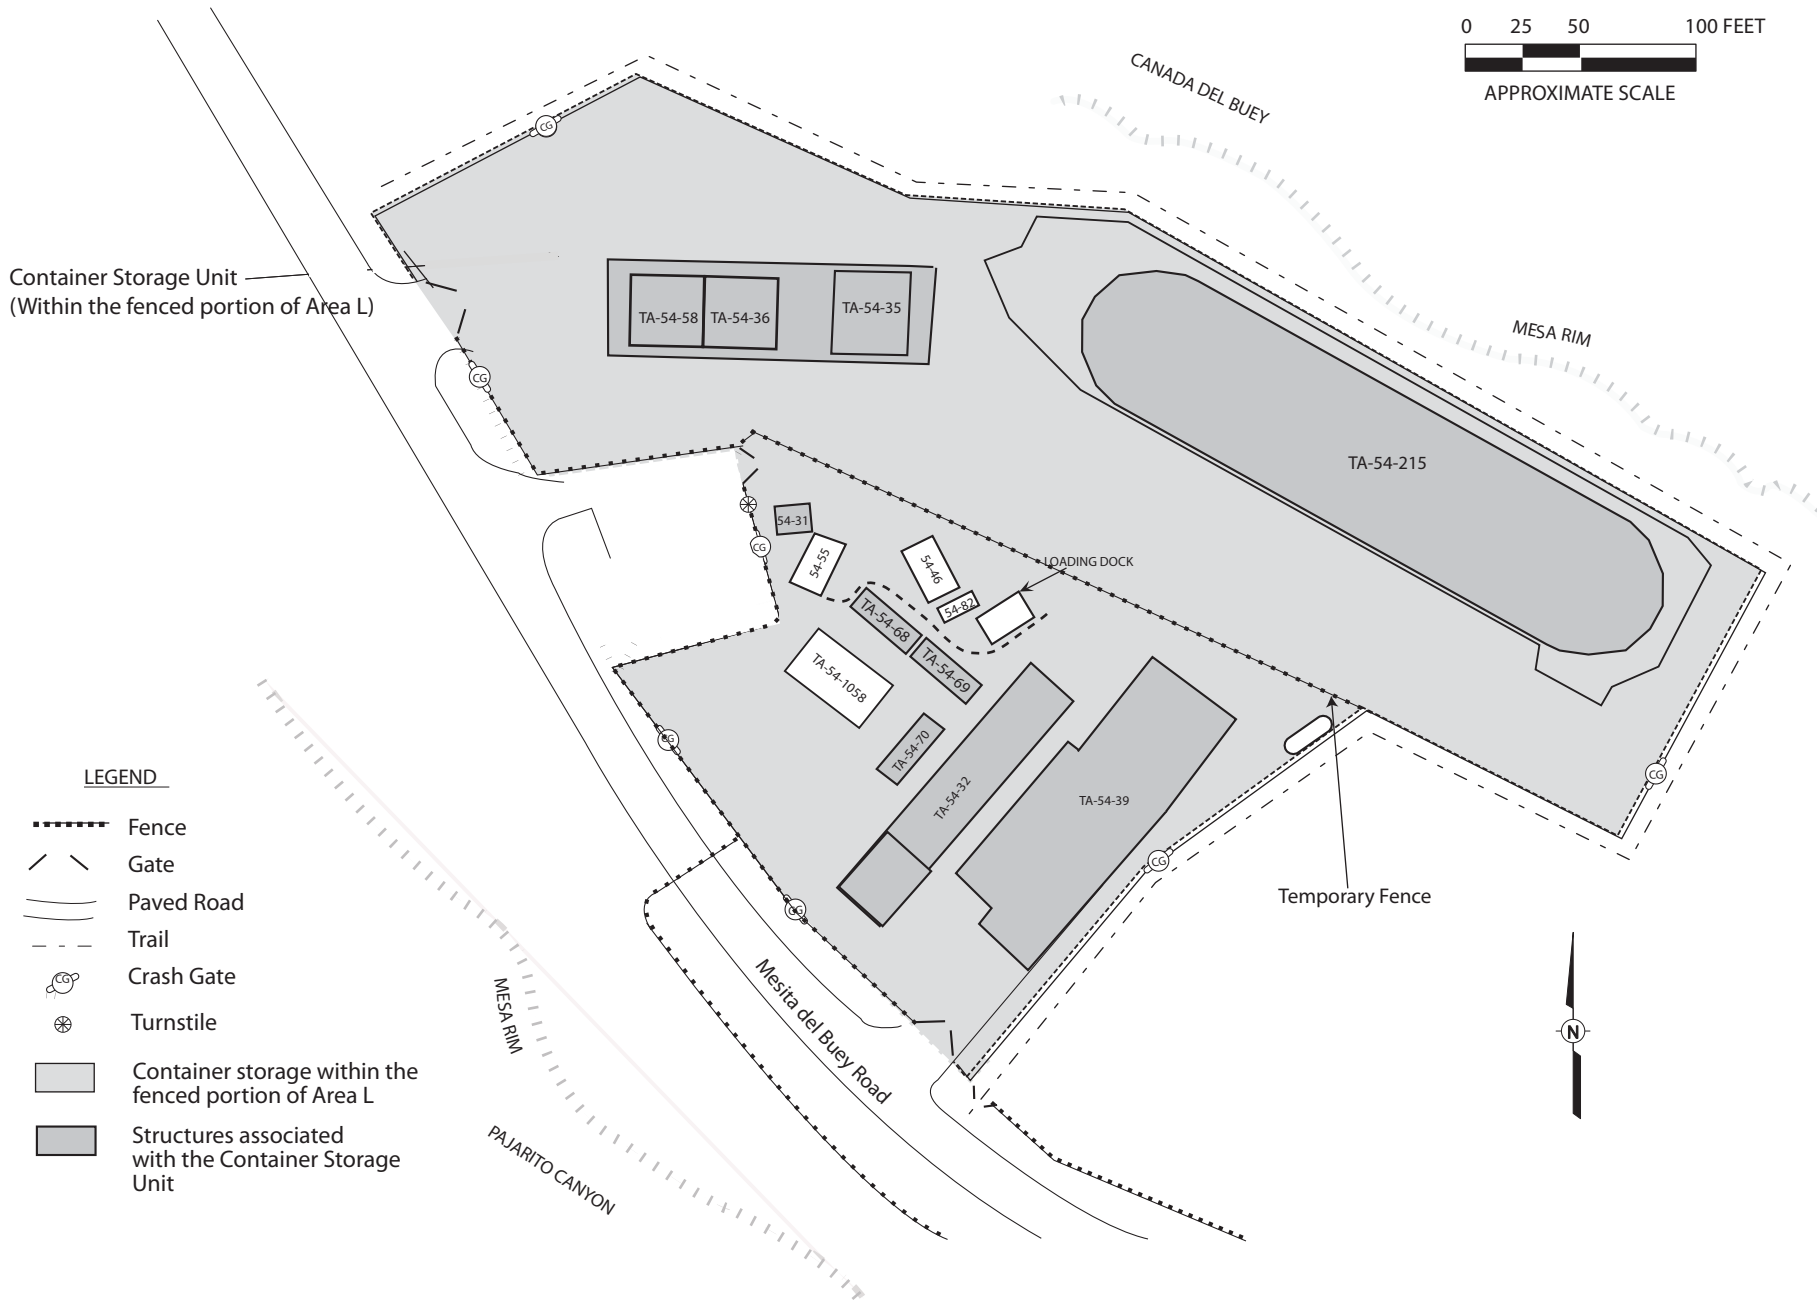 0 25 50 100 FEET
APPROXIMATE SCALE
CANADA DEL BUEY
MESA RIM
CG
Container Storage Unit
(Within the fenced portion of Area L)
TA-54-58
TA-54-36
TA-54-35
CG
TA-54-215
54-31
CG
54-55
54-46
LOADING DOCK
54-82
TA-54-68
TA-54-69
TA-54-1058
CG
TA-54-70
TA-54-32
TA-54-39
CG
CG
Temporary Fence
CG
Mesita del Buey Road
MESA RIM
PAJARITO CANYON
N
LEGEND
Fence
Gate
Paved Road
Trail
CG
Crash Gate
Turnstile
Container storage within the
fenced portion of Area L
Structures associated
with the Container Storage
Unit